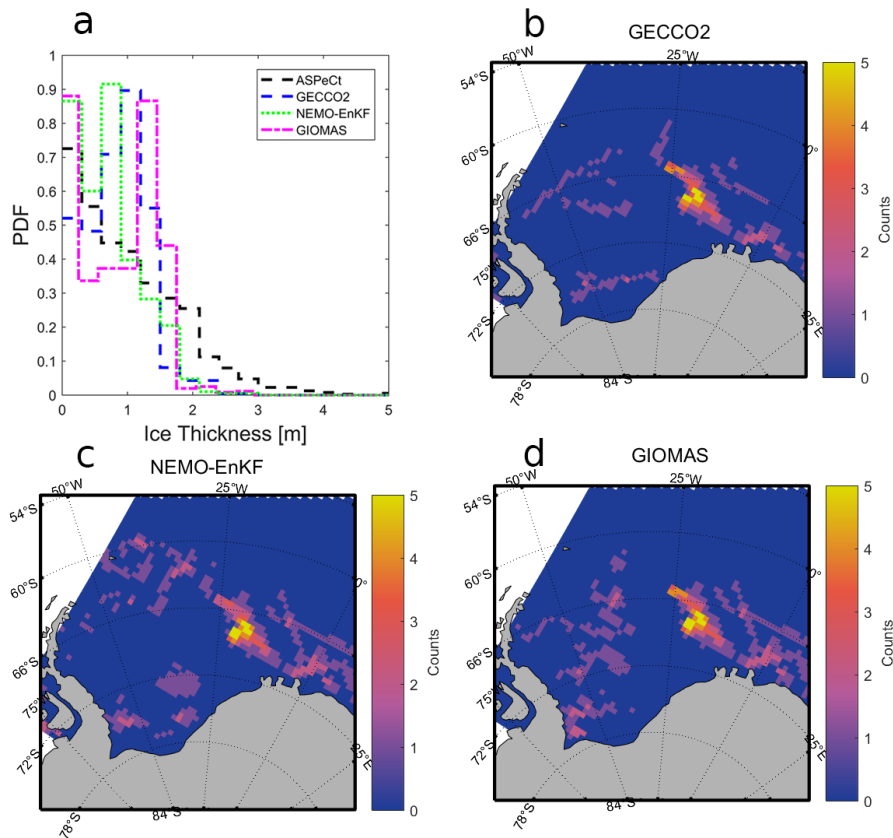 a
1
0.9
0.8
0.7
0.6
0.5
0.4
0.3
0.2
0.1
0
PDF
0 1 2 3 4 5
Ice Thickness [m]
ASPeCt
GECCO2
NEMO-EnKF
GIOMAS
b
GECCO2
50°W
25°W
54°S
60°S
0°
66°S
75°W
72°S
25°E
78°S
84°S
5
4
3
2
1
0
Counts
c
NEMO-EnKF
50°W
25°W
54°S
60°S
0°
66°S
75°W
72°S
25°E
78°S
84°S
5
4
3
2
1
0
Counts
d
GIOMAS
50°W
25°W
54°S
60°S
0°
66°S
75°W
72°S
25°E
78°S
84°S
5
4
3
2
1
0
Counts